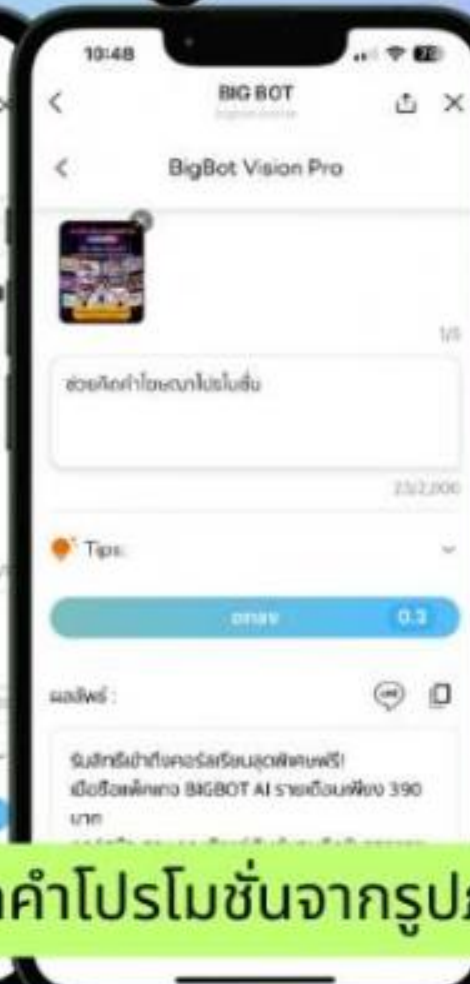 10:48
BIG BOT
BigBot Vision Pro
1/5
ช่วยคิดคำโฆษณาโปรโมชั่น
23/2,000
Tips:
ตกลง
0.3
ผลลัพธ์ :
รับสิทธิ์เข้าถึงคอร์สเรียนสุดพิเศษฟรี!
เมื่อซื้อแพ็คเกจ BIGBOT AI รายเดือนเพียง 390
บาท
คำโปรโมชั่นจากรูป